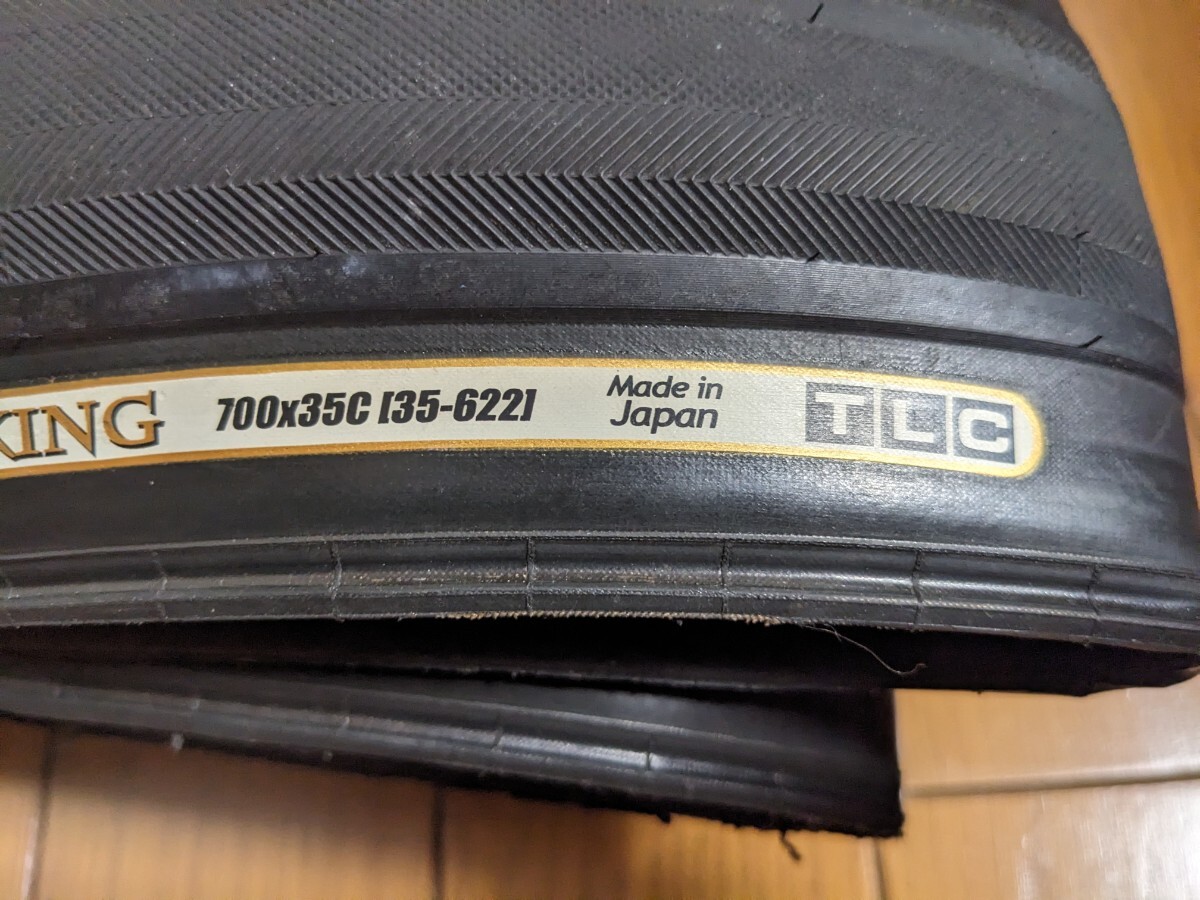 KING 700x35C [35-622] Made in
Japan TLC